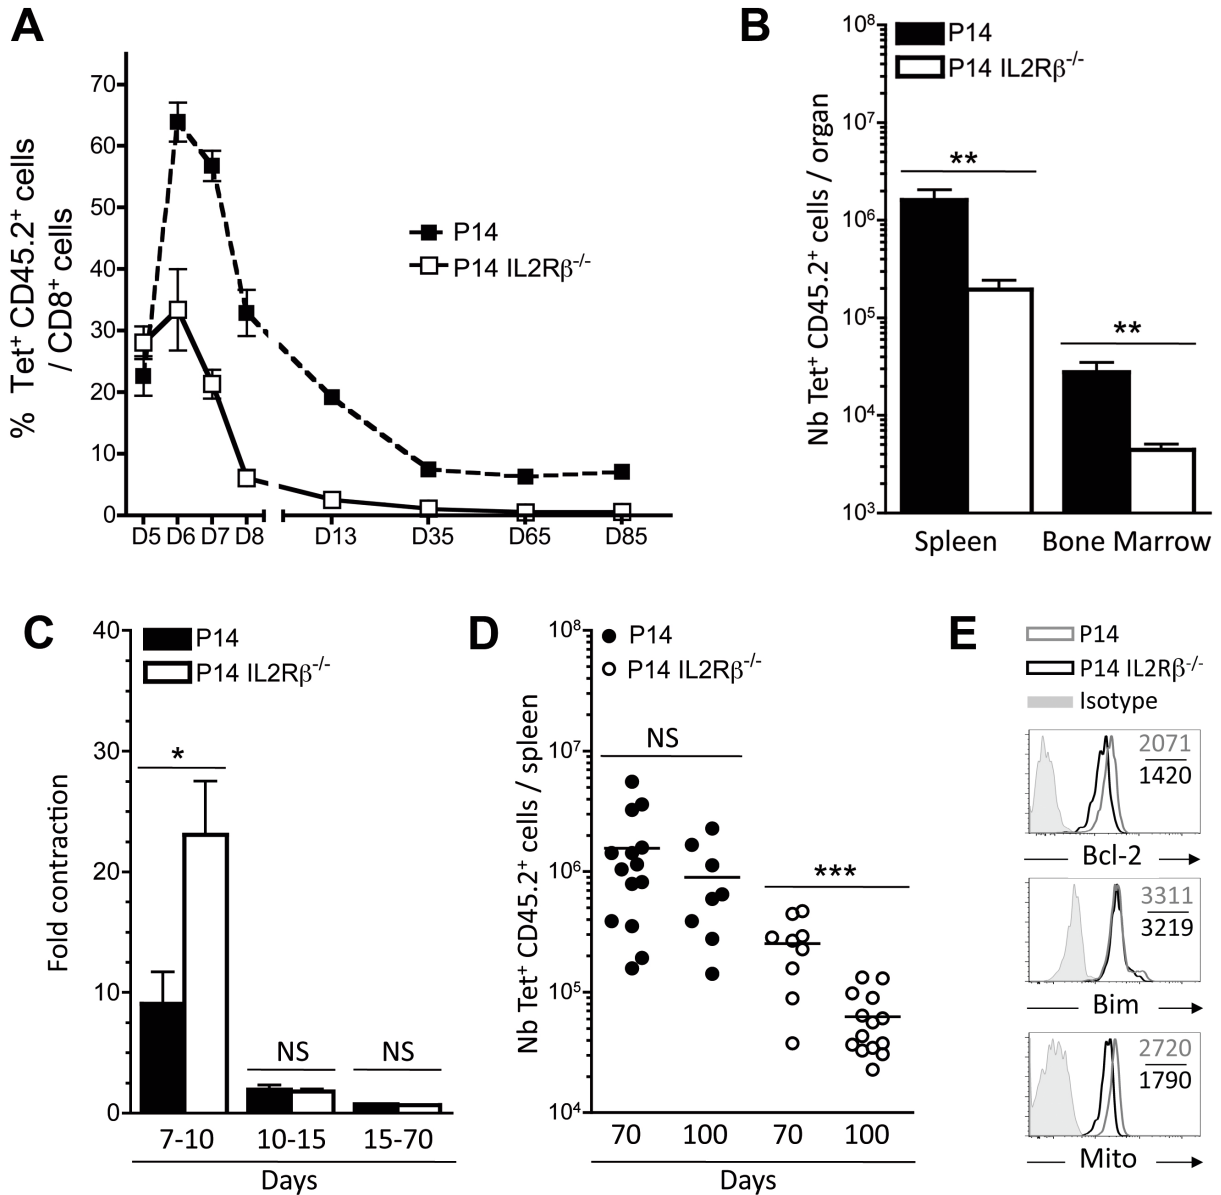 A
% Tet⁺ CD45.2⁺ cells
/ CD8⁺ cells
70
60
50
40
30
20
10
0
D5 D6 D7 D8 D13 D35 D65 D85
P14
P14 IL2Rβ⁻/⁻
B
Nb Tet⁺ CD45.2⁺ cells / organ
10⁸
10⁷
10⁶
10⁵
10⁴
10³
P14
P14 IL2Rβ⁻/⁻
**
**
Spleen Bone Marrow
C
Fold contraction
40
30
20
10
0
P14
P14 IL2Rβ⁻/⁻
*
NS NS
7-10 10-15 15-70
Days
D
Nb Tet⁺ CD45.2⁺ cells / spleen
10⁸
10⁷
10⁶
10⁵
10⁴
P14
P14 IL2Rβ⁻/⁻
NS
***
70 100 70 100
Days
E
P14
P14 IL2Rβ⁻/⁻
Isotype
2071
1420
Bcl-2
3311
3219
Bim
2720
1790
Mito